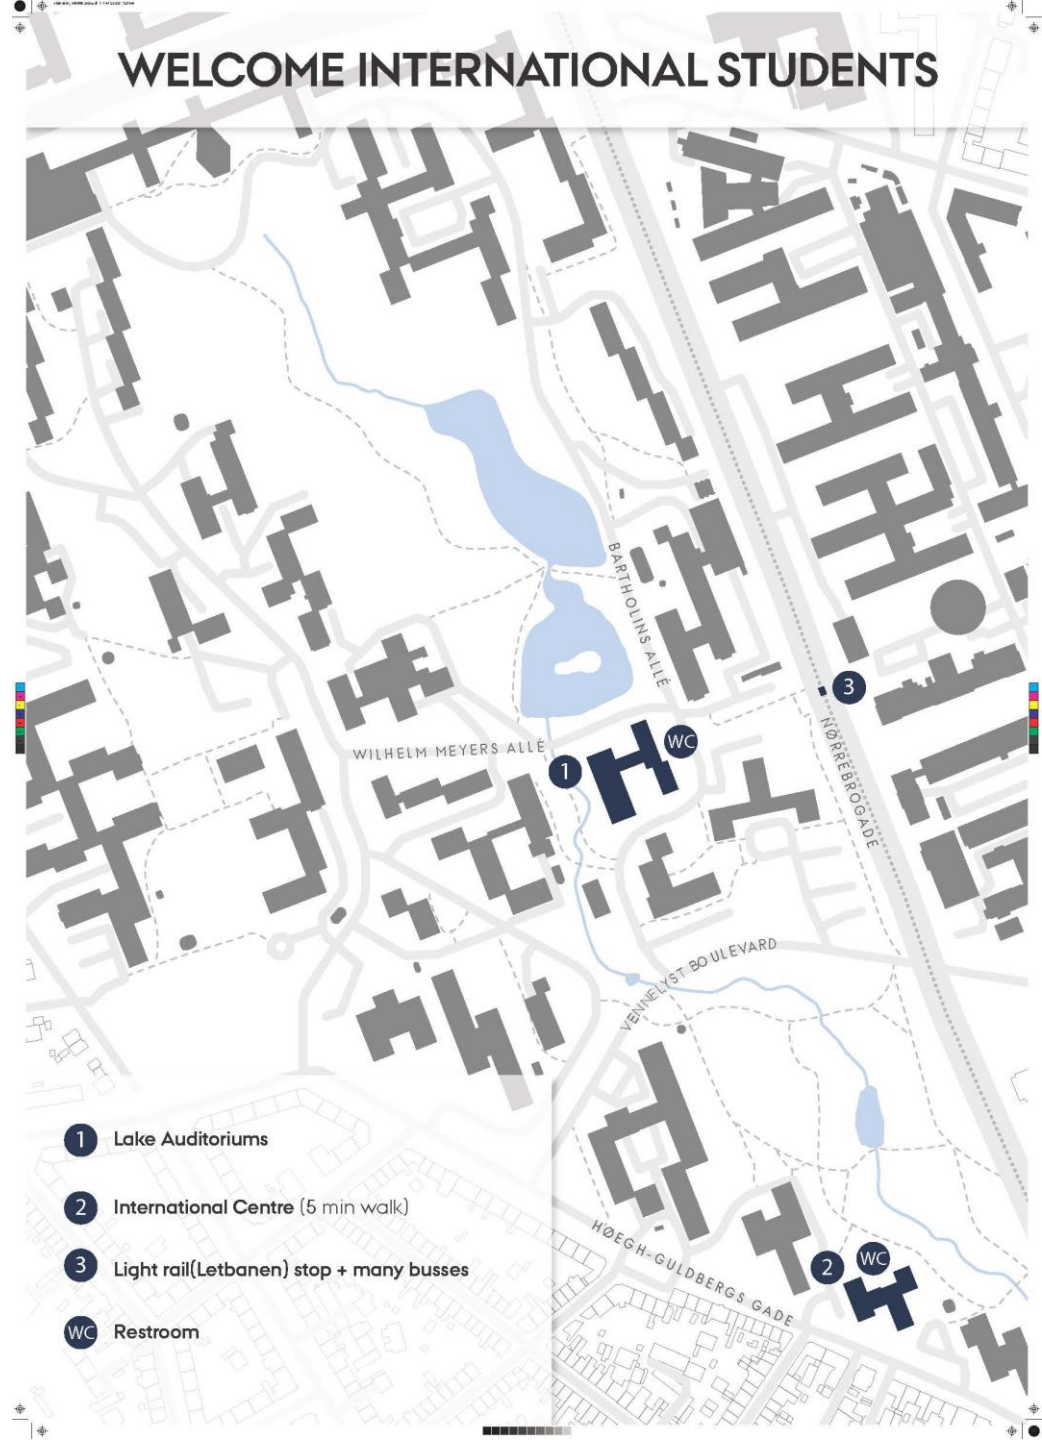 WELCOME INTERNATIONAL STUDENTS
BARTHOLINS ALLÉ
3
WC
NØRREBROGADE
WILHELM MEYERS ALLÉ
1
VENNELYST BOULEVARD
1 Lake Auditoriums
2 International Centre (5 min walk)
3 Light rail(Letbanen) stop + many busses
WC Restroom
HØEGH-GULDBERGS GADE
2
WC